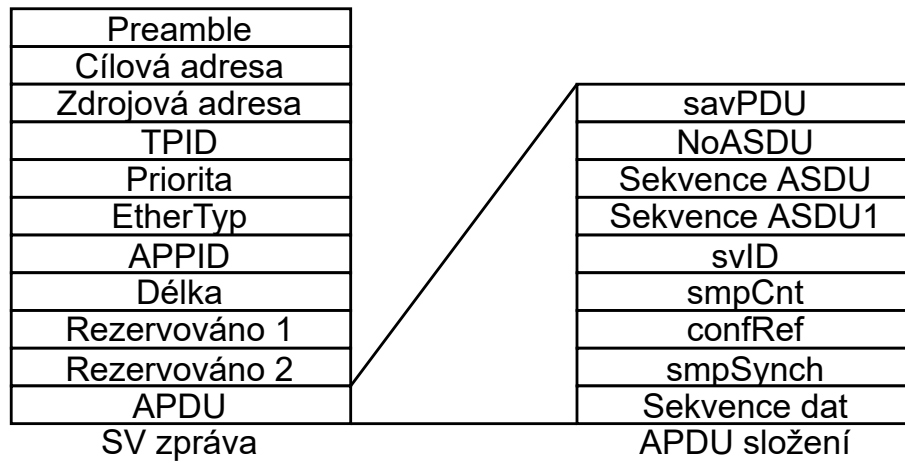 Preamble
Cílová adresa
Zdrojová adresa
TPID
Priorita
EtherTyp
APPID
Délka
Rezervováno 1
Rezervováno 2
APDU
SV zpráva
savPDU
NoASDU
Sekvence ASDU
Sekvence ASDU1
svID
smpCnt
confRef
smpSynch
Sekvence dat
APDU složení